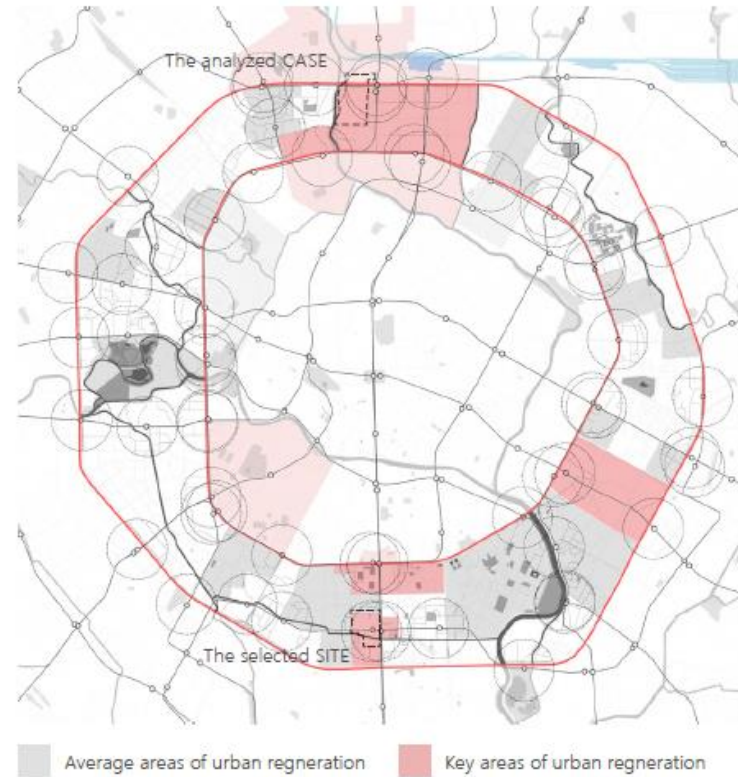 The analyzed CASE
The selected SITE
Average areas of urban regneration
Key areas of urban regneration